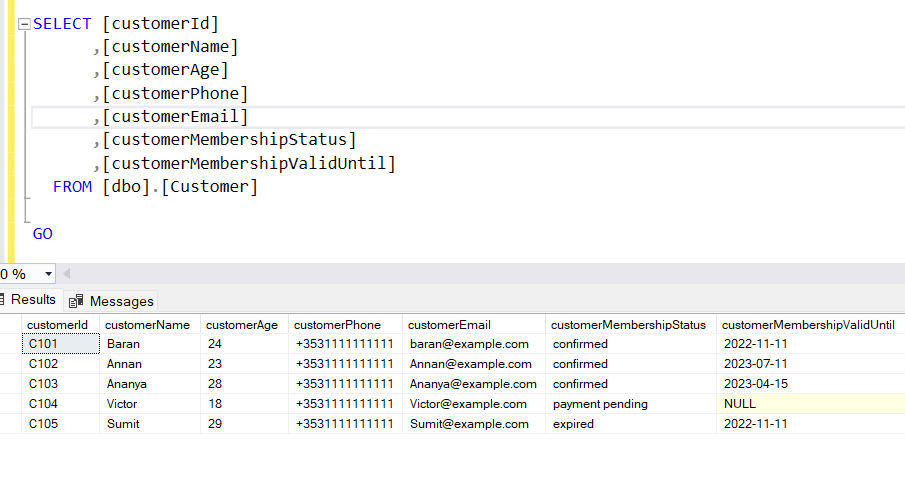 SELECT [customerId]
,[customerName]
,[customerAge]
,[customerPhone]
,[customerEmail]
,[customerMembershipStatus]
,[customerMembershipValidUntil]
FROM [dbo].[Customer]
GO
0 %
Results Messages
customerId customerName customerAge customerPhone customerEmail customerMembershipStatus customerMembershipValidUntil
C101 Baran 24 +3531111111111 baran@example.com confirmed 2022-11-11
C102 Annan 23 +3531111111111 Annan@example.com confirmed 2023-07-11
C103 Ananya 28 +3531111111111 Ananya@example.com confirmed 2023-04-15
C104 Victor 18 +3531111111111 Victor@example.com payment pending NULL
C105 Sumit 29 +3531111111111 Sumit@example.com expired 2022-11-11